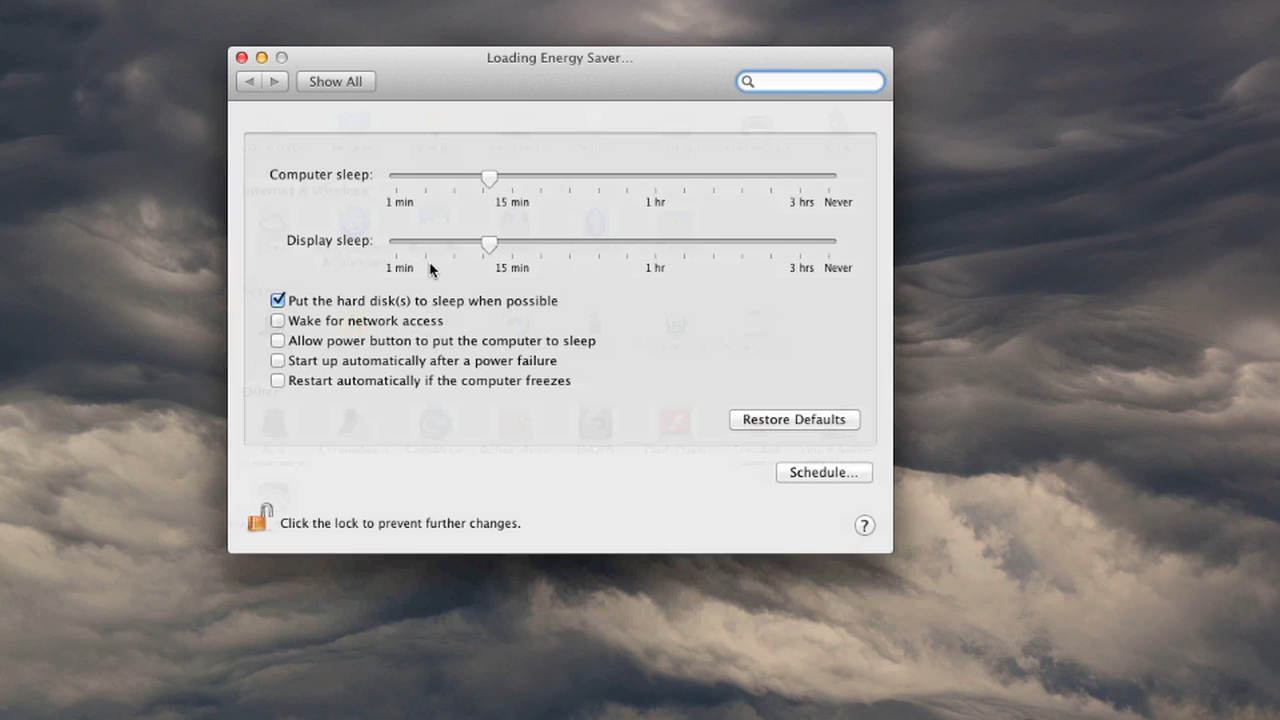 Loading Energy Saver...
Show All
Computer sleep:
1 min 15 min 1 hr 3 hrs Never
Display sleep:
1 min 15 min 1 hr 3 hrs Never
Put the hard disk(s) to sleep when possible
Wake for network access
Allow power button to put the computer to sleep
Start up automatically after a power failure
Restart automatically if the computer freezes
Restore Defaults
Schedule...
Click the lock to prevent further changes.
?